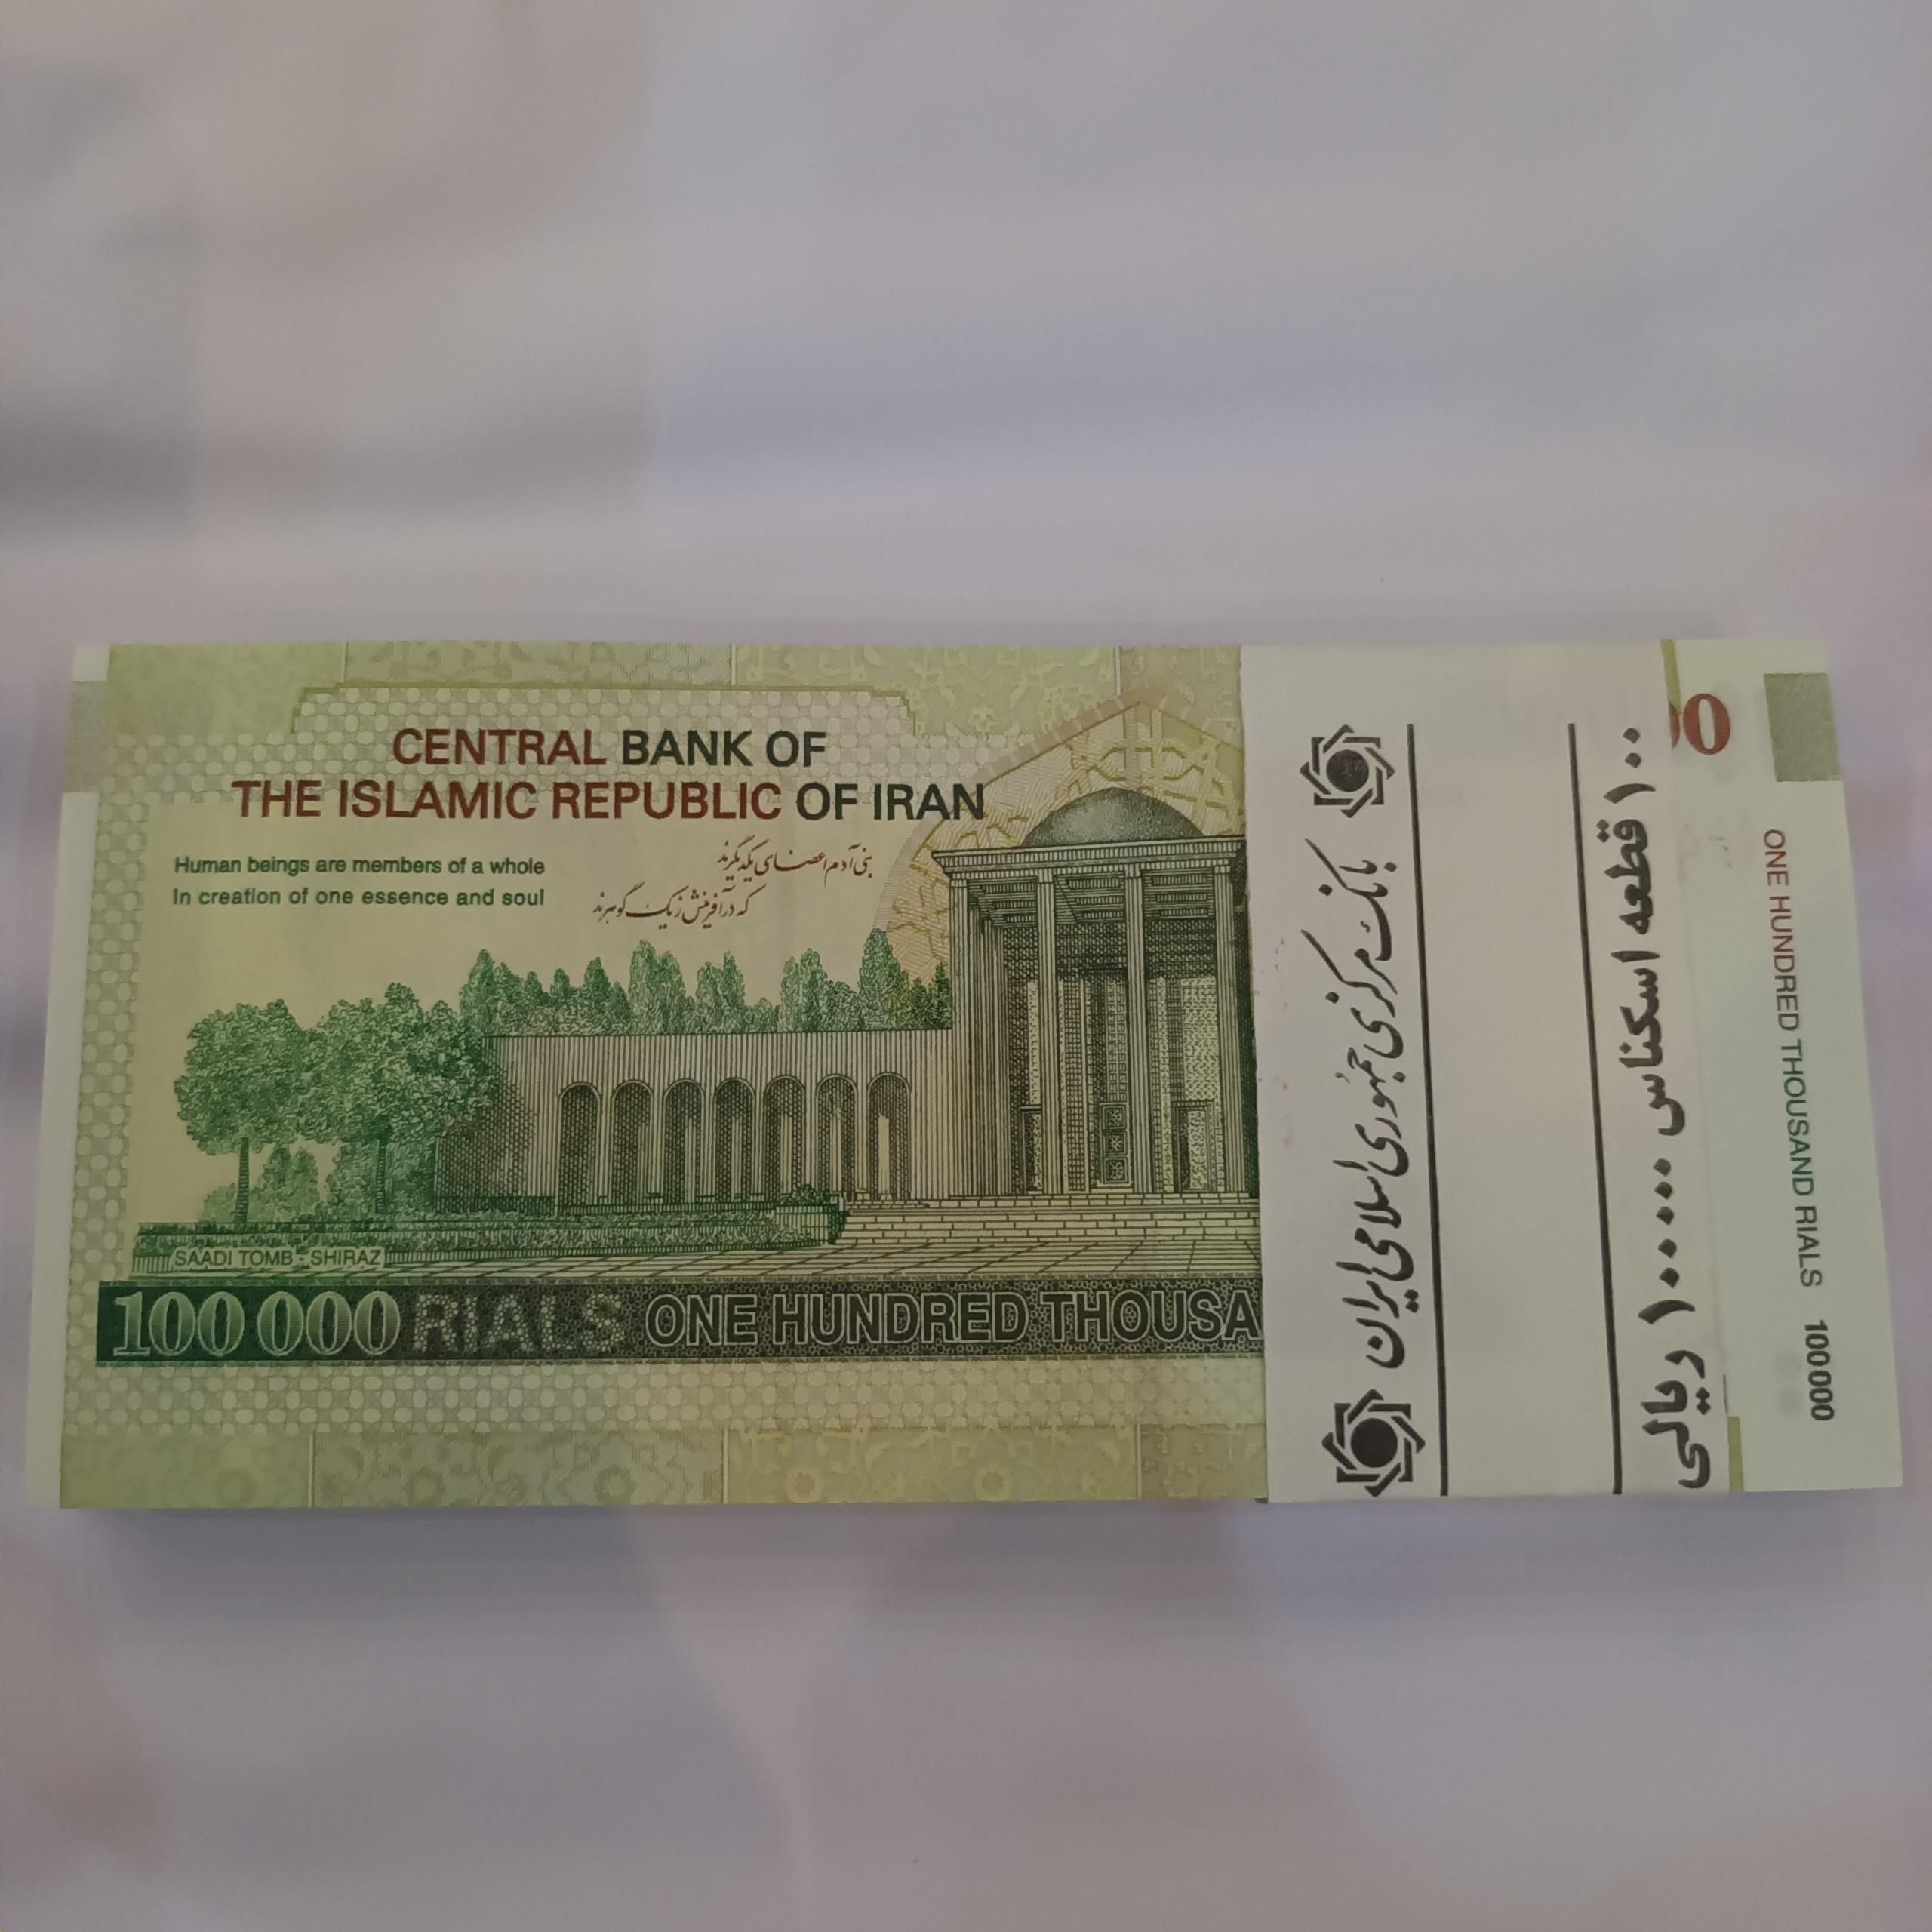 CENTRAL BANK OF
THE ISLAMIC REPUBLIC OF IRAN
Human beings are members of a whole
In creation of one essence and soul
بنی آدم اعضای یکدیگرند
که در آفرینش ز یک گوهرند
SAADI TOMB - SHIRAZ
100 000 RIALS ONE HUNDRED THOUSA
بانک مرکزی جمهوری اسلامی ایران
۱۰۰ قطعه اسکناس ۱۰۰۰۰۰ ریالی
00
ONE HUNDRED THOUSAND RIALS 100000